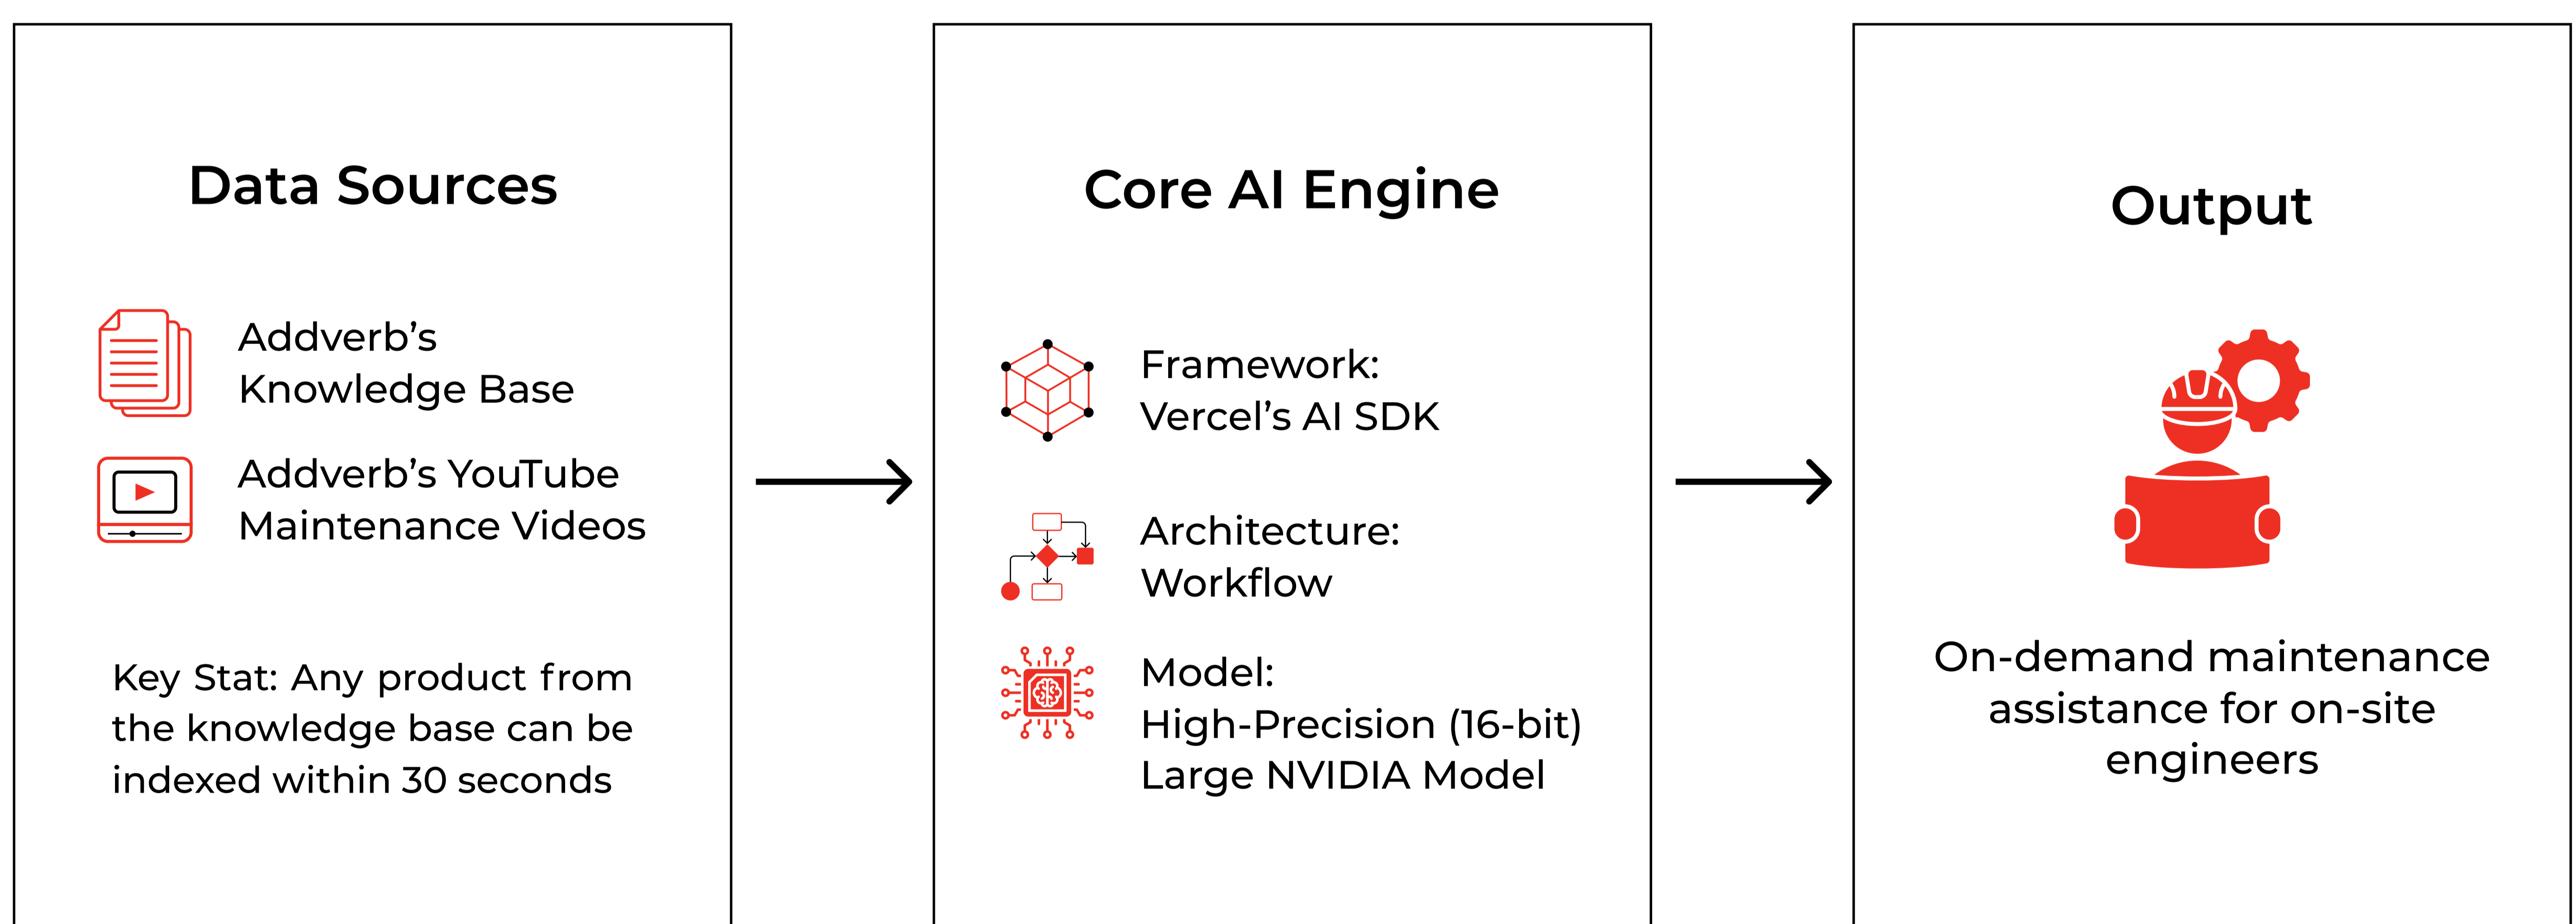 Data Sources
Addverb’s
Knowledge Base
Addverb’s YouTube
Maintenance Videos
Key Stat: Any product from
the knowledge base can be
indexed within 30 seconds
Core AI Engine
Framework:
Vercel’s AI SDK
Architecture:
Workflow
Model:
High-Precision (16-bit)
Large NVIDIA Model
Output
On-demand maintenance
assistance for on-site
engineers